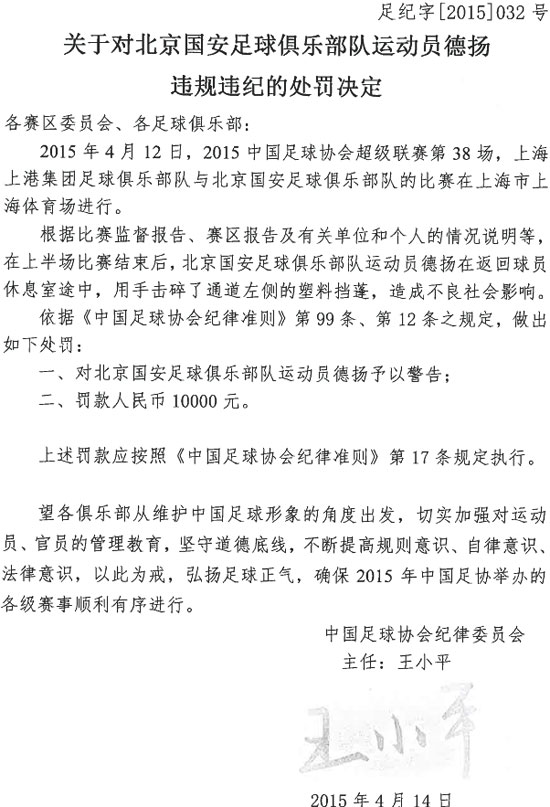 足纪字[2015]032 号
关于对北京国安足球俱乐部队运动员德扬
违规违纪的处罚决定
各赛区委员会、各足球俱乐部：
2015 年 4 月 12 日，2015 中国足球协会超级联赛第 38 场，上海
上港集团足球俱乐部队与北京国安足球俱乐部队的比赛在上海市上
海体育场进行。
根据比赛监督报告、赛区报告及有关单位和个人的情况说明等，
在上半场比赛结束后，北京国安足球俱乐部队运动员德扬在返回球员
休息室途中，用手击碎了通道左侧的塑料挡蓬，造成不良社会影响。
依据《中国足球协会纪律准则》第 99 条、第 12 条之规定，做出
如下处罚：
一、对北京国安足球俱乐部队运动员德扬予以警告；
二、罚款人民币 10000 元。
上述罚款应按照《中国足球协会纪律准则》第 17 条规定执行。
望各俱乐部从维护中国足球形象的角度出发，切实加强对运动
员、官员的管理教育，坚守道德底线，不断提高规则意识、自律意识、
法律意识，以此为戒，弘扬足球正气，确保 2015 年中国足协举办的
各级赛事顺利有序进行。
中国足球协会纪律委员会
主任：王小平
王小平
2015 年 4 月 14 日